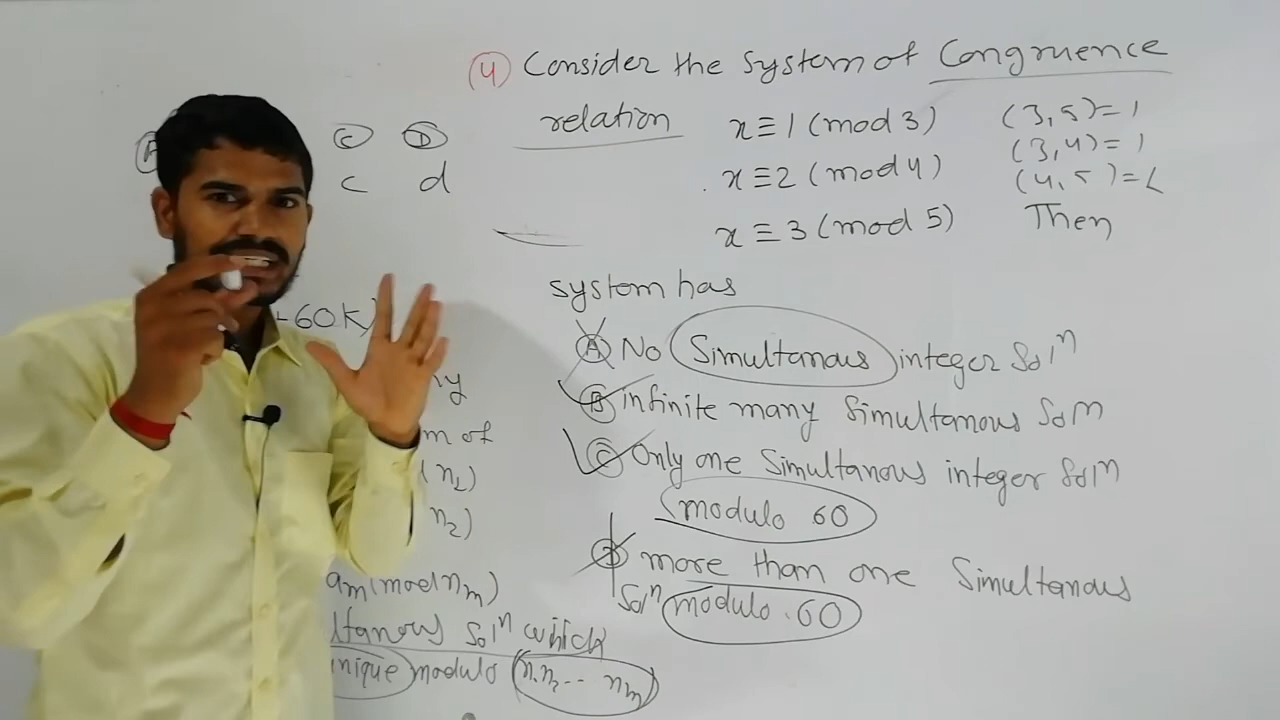 (4) Consider the system of Congruence
relation x ≡ 1 (mod 3) (3,5)=1
x ≡ 2 (mod 4) (3,4)=1
(4,5)=1
x ≡ 3 (mod 5) Then
(C) (D)
c d
system has
(A) No Simultanous integer Solⁿ
(B) infinite many Simultanous Solⁿ
(C) Only one Simultanous integer Solⁿ
modulo 60
(D) more than one Simultanous
Solⁿ modulo 60
60K)
ny
m of
(n₂)
am (mod nm)
ltanous Solⁿ which
nique modulo n₁n₂-- nm